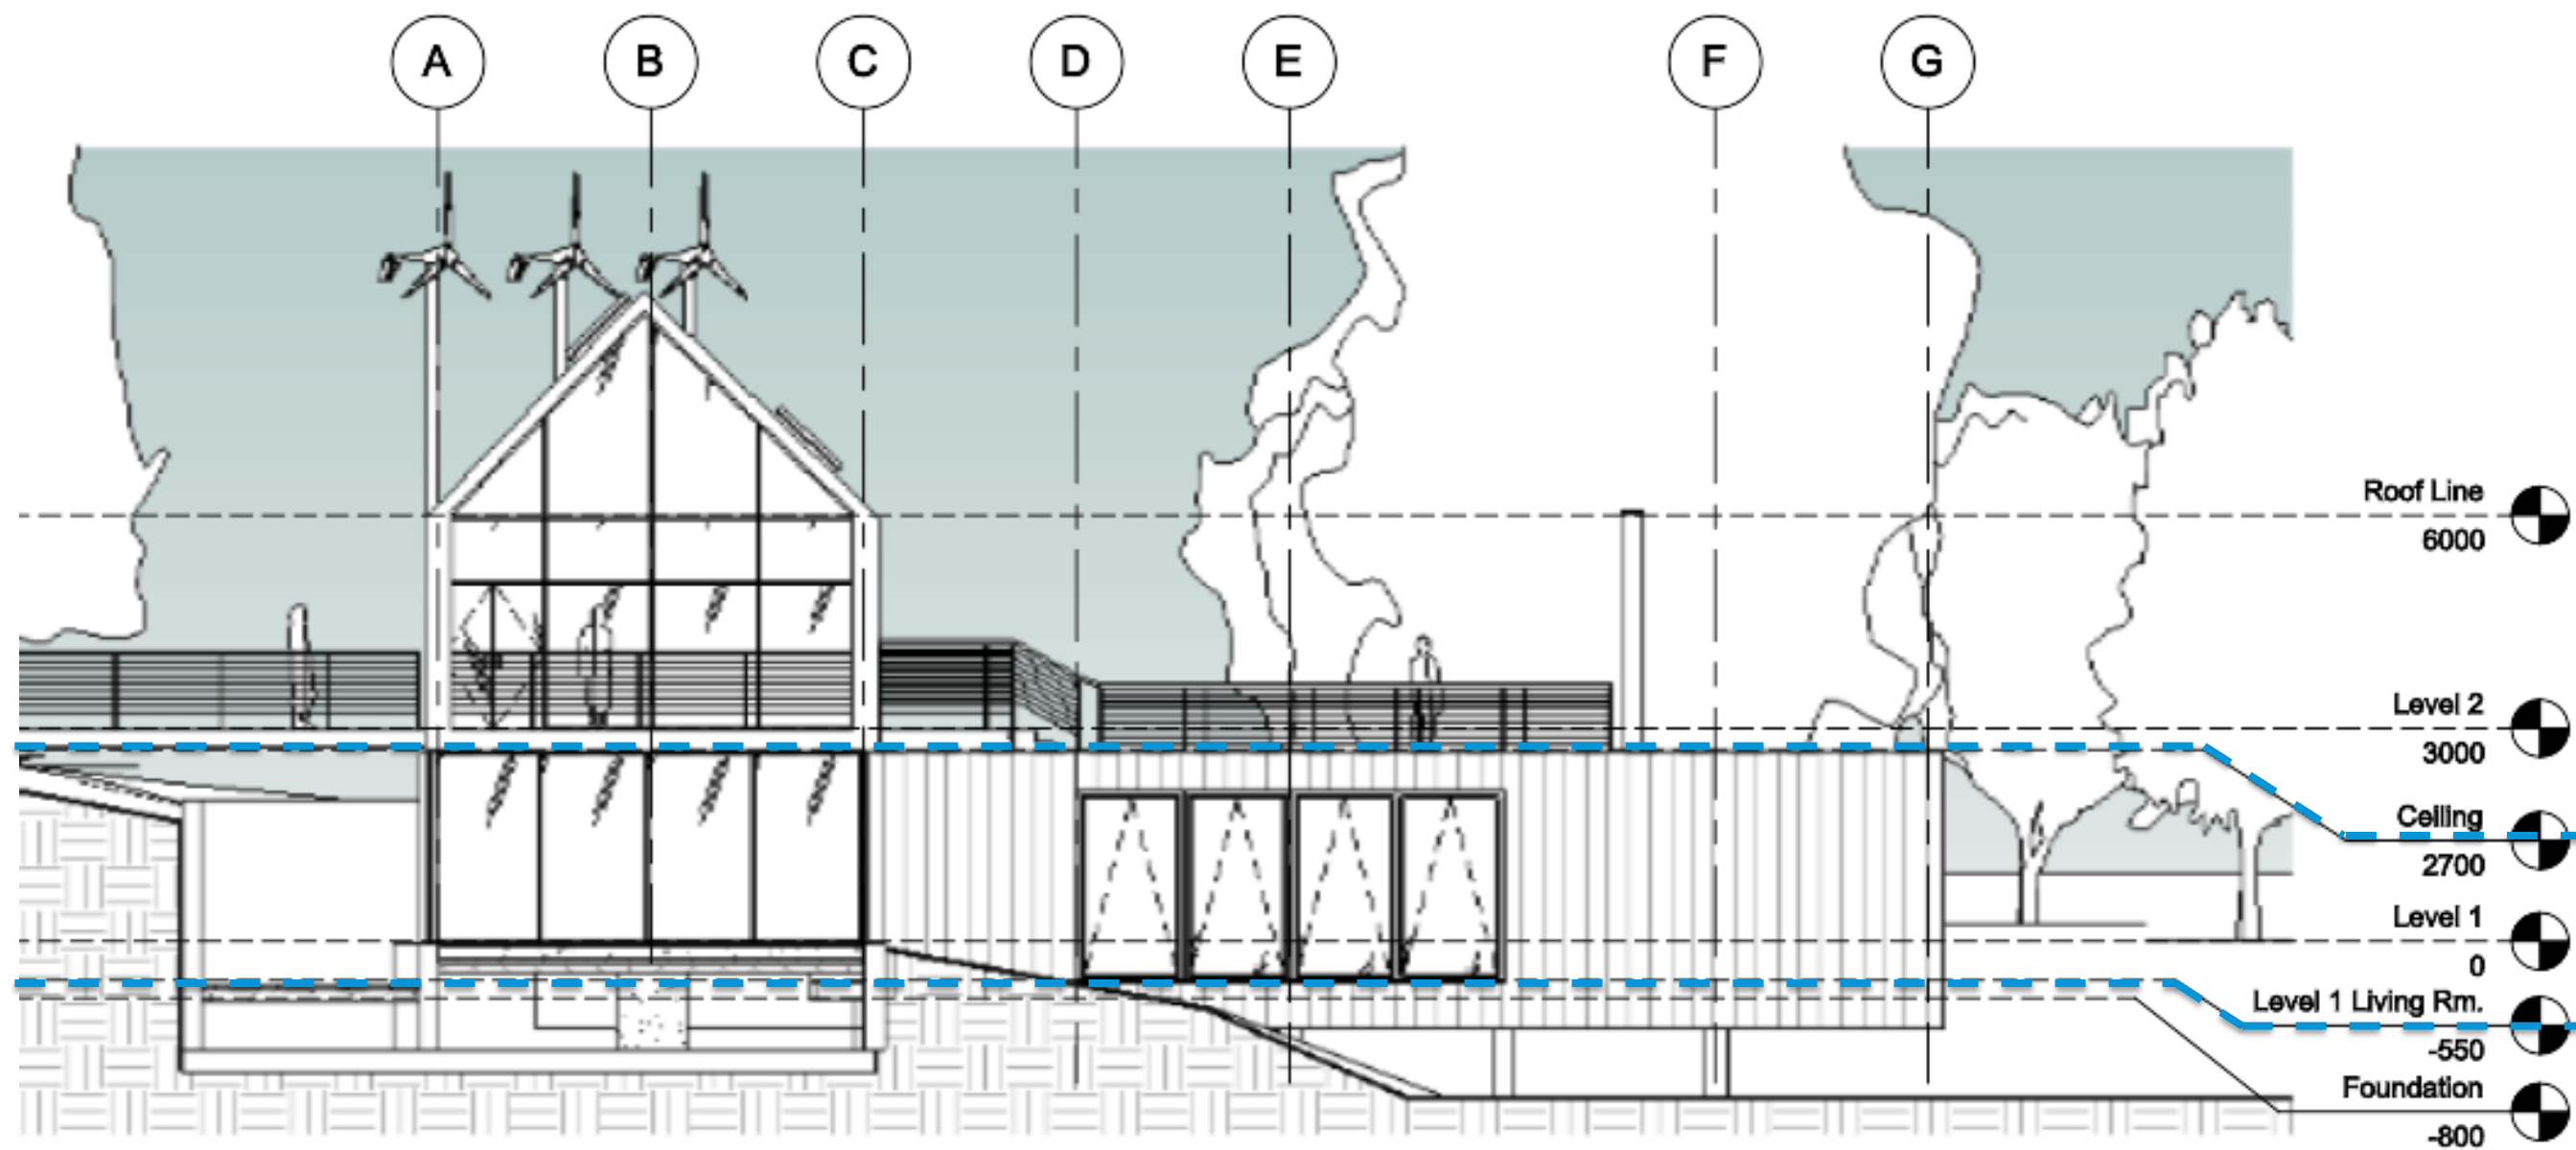 A B C D E F G
Roof Line
6000
Level 2
3000
Ceiling
2700
Level 1
0
Level 1 Living Rm.
-550
Foundation
-800